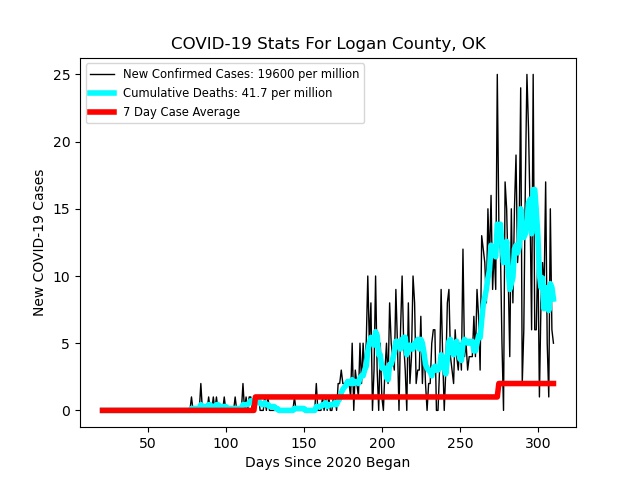 COVID-19 Stats For Logan County, OK
New Confirmed Cases: 19600 per million
Cumulative Deaths: 41.7 per million
7 Day Case Average
25
20
15
10
5
0
New COVID-19 Cases
50 100 150 200 250 300
Days Since 2020 Began